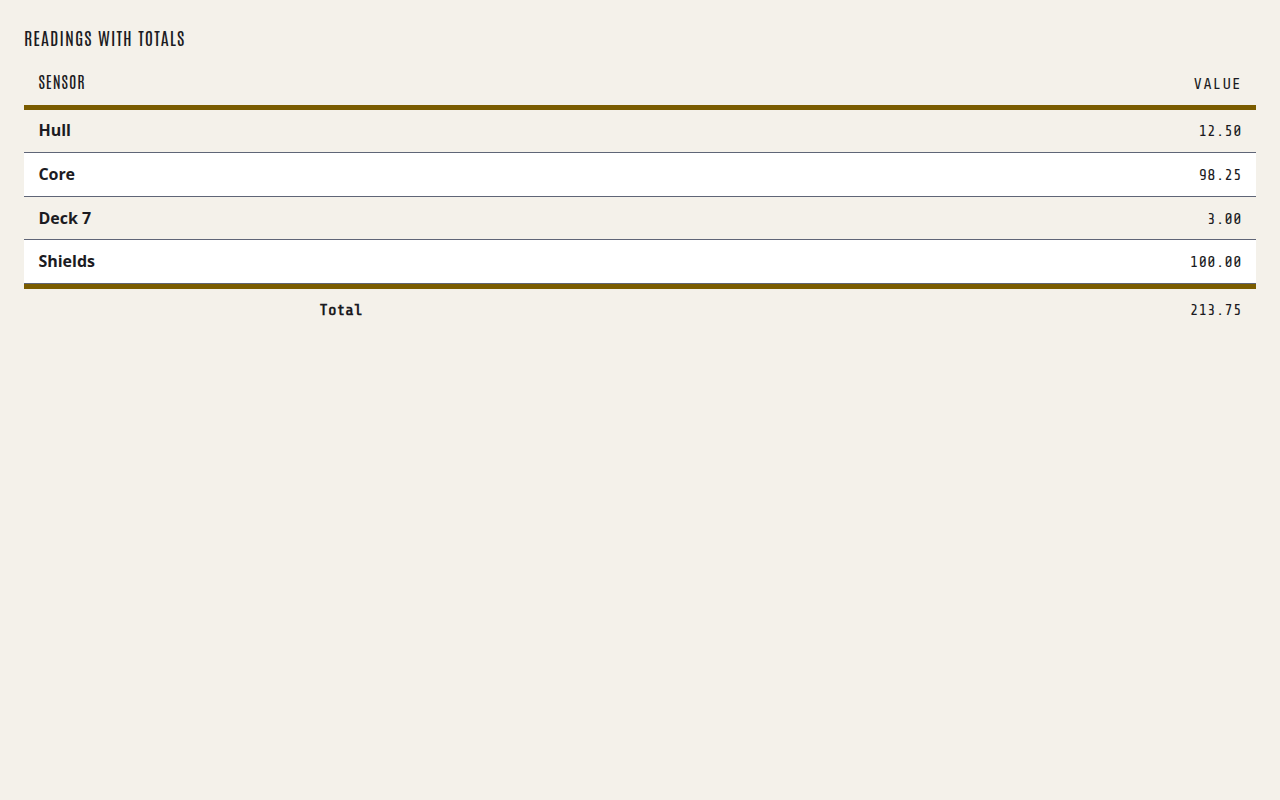 READINGS WITH TOTALS
SENSOR VALUE
Hull 12.50
Core 98.25
Deck 7 3.00
Shields 100.00
Total 213.75